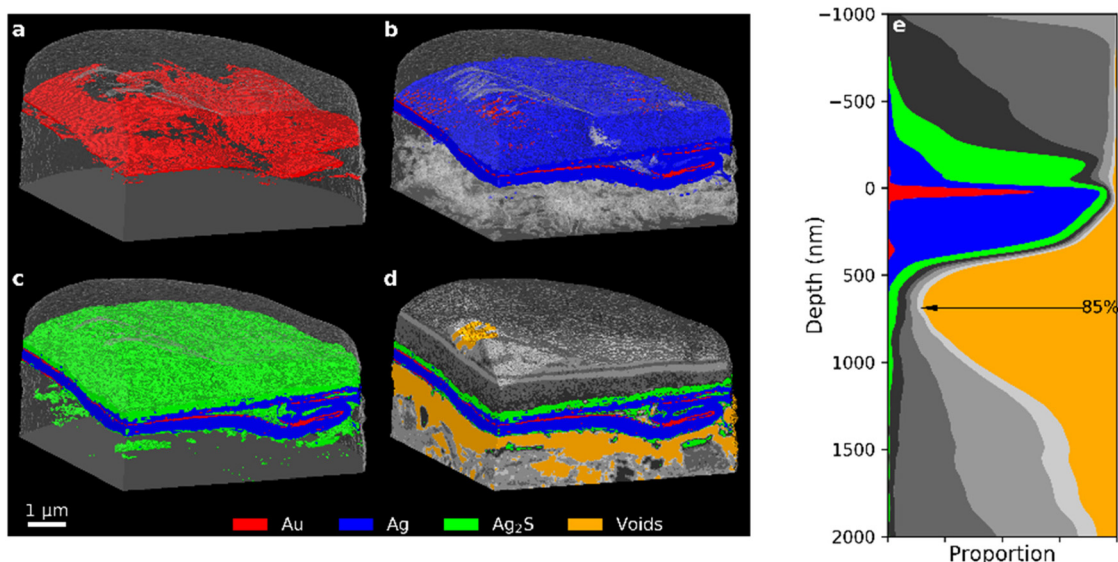 a
b
c
d
1 μm
Au
Ag
Ag₂S
Voids
e
−1000
−500
0
500
1000
1500
2000
Depth (nm)
85%
Proportion